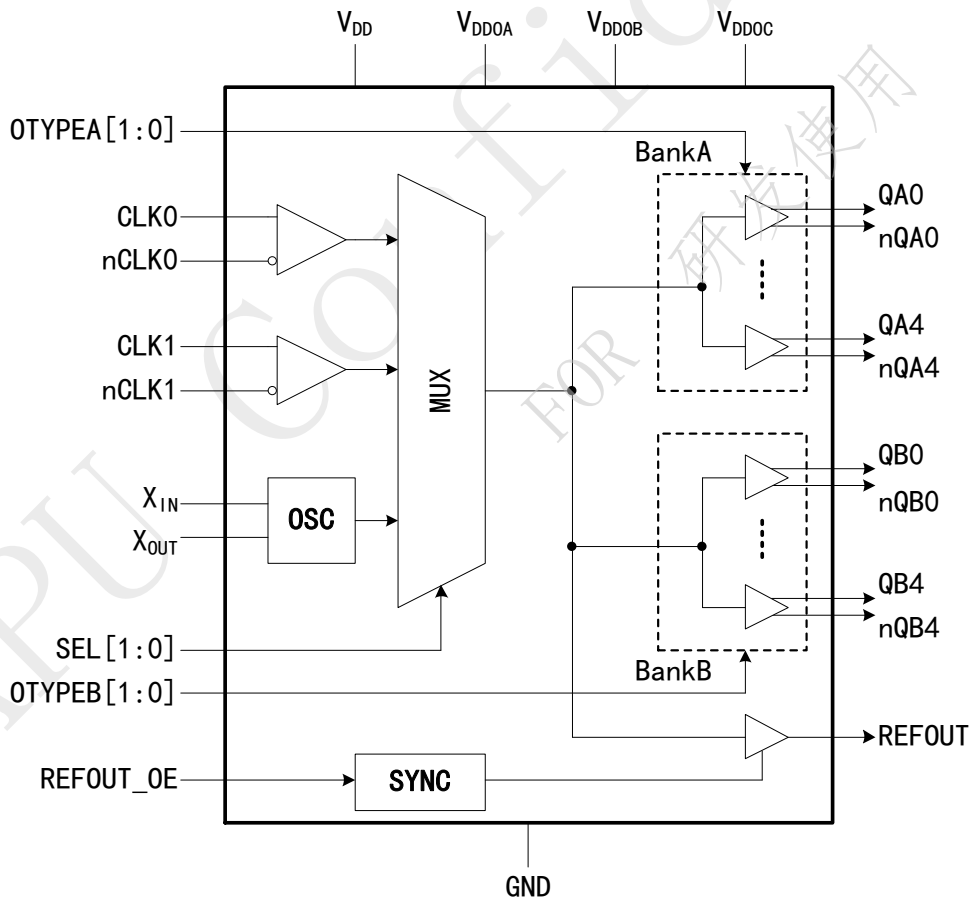 VDD
VDDOA
VDDOB
VDDOC
OTYPEA[1:0]
BankA
CLK0
nCLK0
CLK1
nCLK1
MUX
XIN
XOUT
OSC
SEL[1:0]
OTYPEB[1:0]
REFOUT_OE
SYNC
QA0
nQA0
QA4
nQA4
QB0
nQB0
QB4
nQB4
BankB
REFOUT
GND
FOR 研发使用